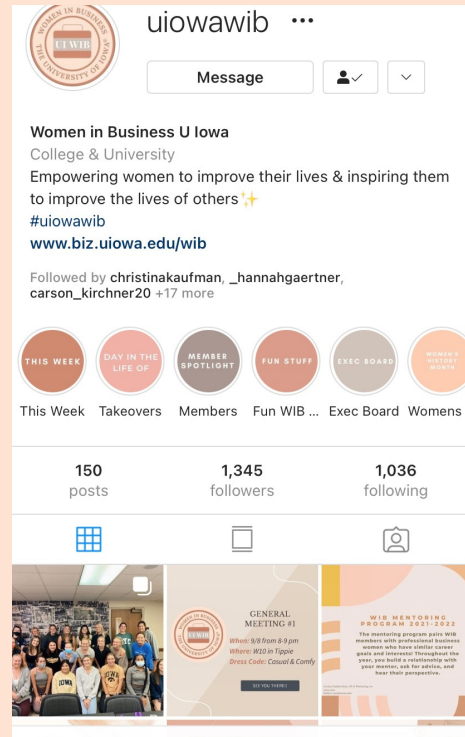 uiowawib ...
WOMEN IN BUSINESS
UI WIB
THE UNIVERSITY OF IOWA
Message
Women in Business U Iowa
College & University
Empowering women to improve their lives & inspiring them
to improve the lives of others✨
#uiowawib
www.biz.uiowa.edu/wib
Followed by christinakaufman, _hannahgaertner,
carson_kirchner20 +17 more
THIS WEEK
DAY IN THE
LIFE OF
MEMBER
SPOTLIGHT
FUN STUFF
EXEC BOARD
WOMEN'S
HISTORY
MONTH
This Week Takeovers Members Fun WIB ... Exec Board Womens
150 1,345 1,036
posts followers following
IOWA
UI WIB
GENERAL
MEETING #1
When: 9/8 from 8-9 pm
Where: W10 in Tippie
Dress Code: Casual & Comfy
SEE YOU THERE!
WIB MENTORING
PROGRAM 2021-2022
The mentoring program pairs WIB
members with professional business
women who have similar career
goals and interests! Throughout the
year, you build a relationship with
your mentor, ask for advice, and
hear their perspective.